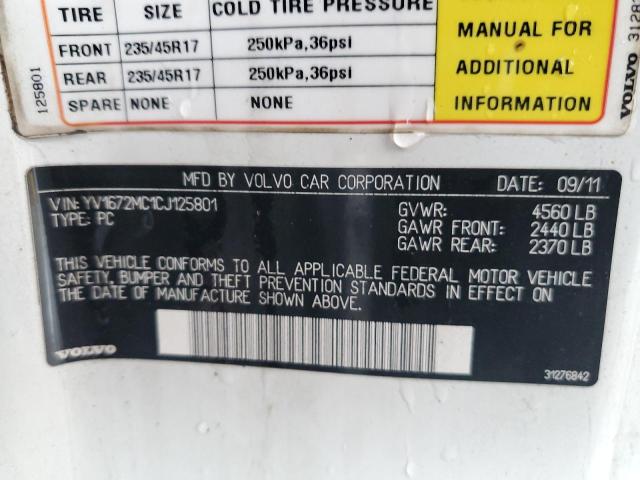 TIRE SIZE COLD TIRE PRESSURE
FRONT 235/45R17 250kPa,36psi
REAR 235/45R17 250kPa,36psi
SPARE NONE NONE
125801
MANUAL FOR
ADDITIONAL
INFORMATION
VOLVO
MFD BY VOLVO CAR CORPORATION DATE: 09/11
VIN: YV1672MC1CJ125801
TYPE: PC
GVWR: 4560 LB
GAWR FRONT: 2440 LB
GAWR REAR: 2370 LB
THIS VEHICLE CONFORMS TO ALL APPLICABLE FEDERAL MOTOR VEHICLE
SAFETY, BUMPER AND THEFT PREVENTION STANDARDS IN EFFECT ON
THE DATE OF MANUFACTURE SHOWN ABOVE.
VOLVO
31276842